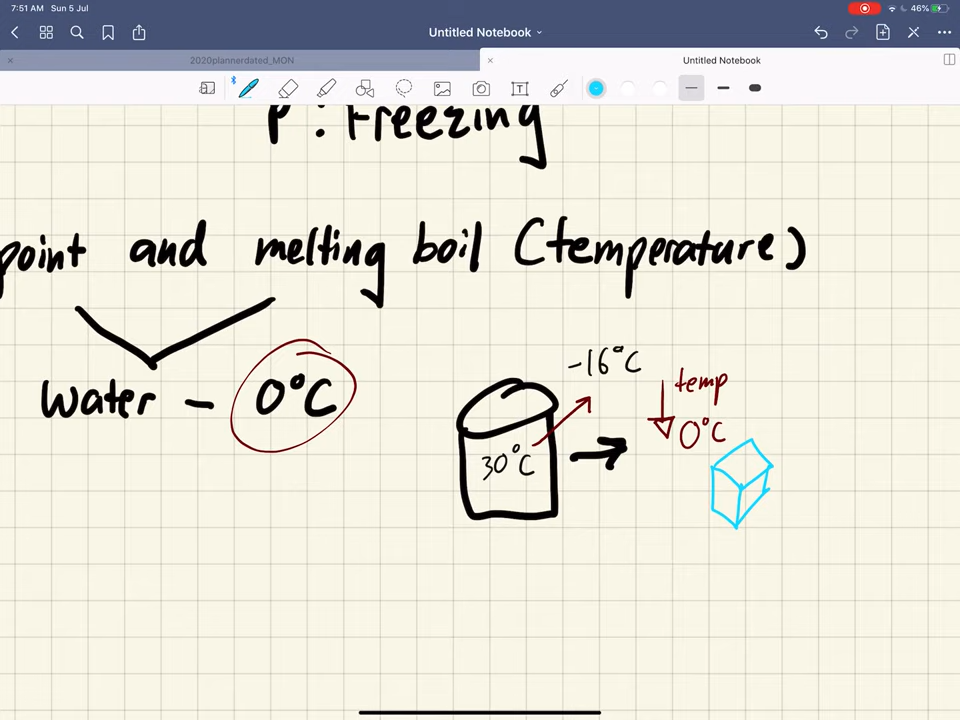 7:51 AM Sun 5 Jul
46%
Untitled Notebook
2020plannerdated_MON
Untitled Notebook
P : Freezing
point and melting boil (temperature)
Water - 0°C
-16°C
temp
0°C
30°C